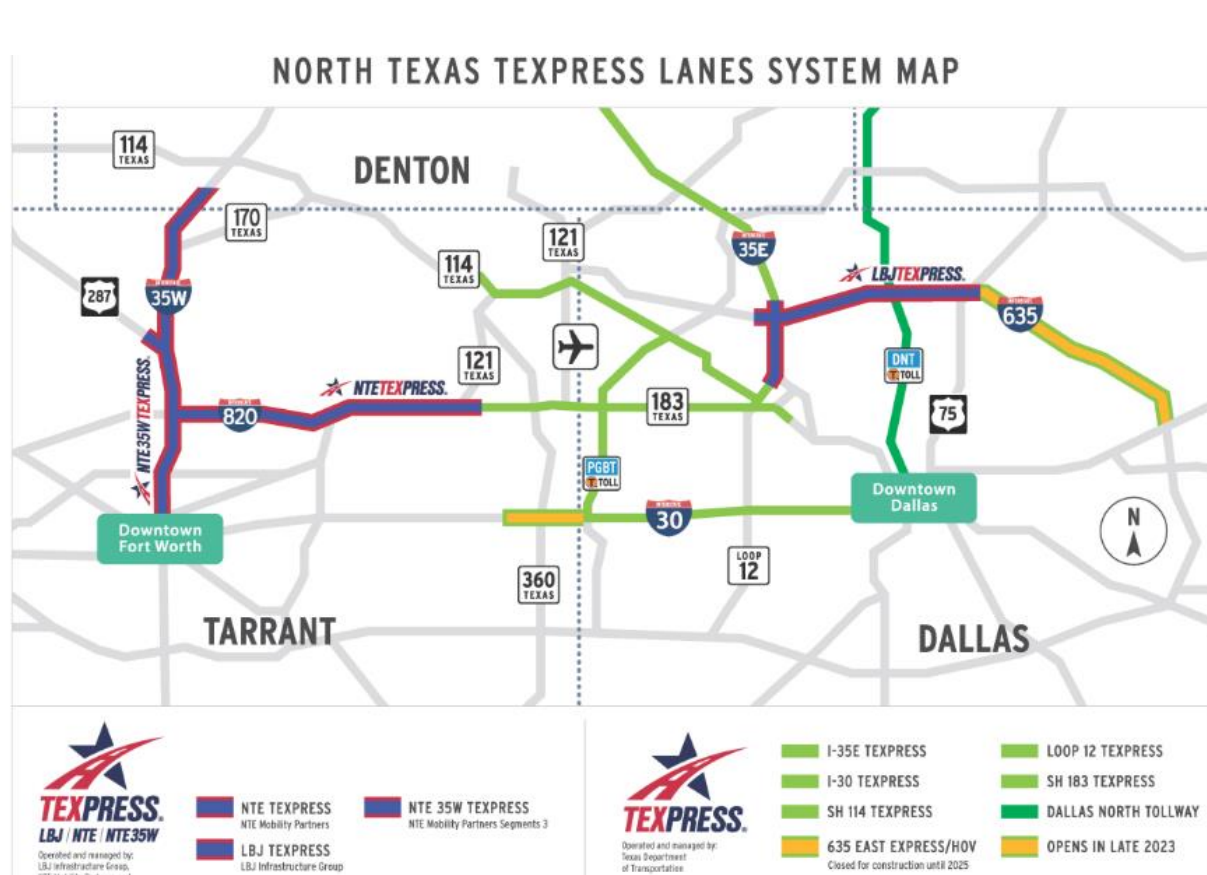 NORTH TEXAS TEXPRESS LANES SYSTEM MAP
114
TEXAS
DENTON
170
TEXAS
121
TEXAS
35E
114
TEXAS
LBJTEXPRESS.
287
35W
635
121
TEXAS
DNT
TOLL
NTETEXPRESS.
NTE35WTEXPRESS.
820
183
TEXAS
75
PGBT
TOLL
Downtown
Dallas
30
Downtown
Fort Worth
N
LOOP
12
360
TEXAS
TARRANT
DALLAS
TEXPRESS.
LBJ / NTE / NTE35W
Operated and managed by:
LBJ Infrastructure Group,
NTE TEXPRESS
NTE Mobility Partners
LBJ TEXPRESS
LBJ Infrastructure Group
NTE 35W TEXPRESS
NTE Mobility Partners Segments 3
TEXPRESS.
Operated and managed by:
Texas Department
of Transportation
I-35E TEXPRESS
I-30 TEXPRESS
SH 114 TEXPRESS
635 EAST EXPRESS/HOV
Closed for construction until 2025
LOOP 12 TEXPRESS
SH 183 TEXPRESS
DALLAS NORTH TOLLWAY
OPENS IN LATE 2023